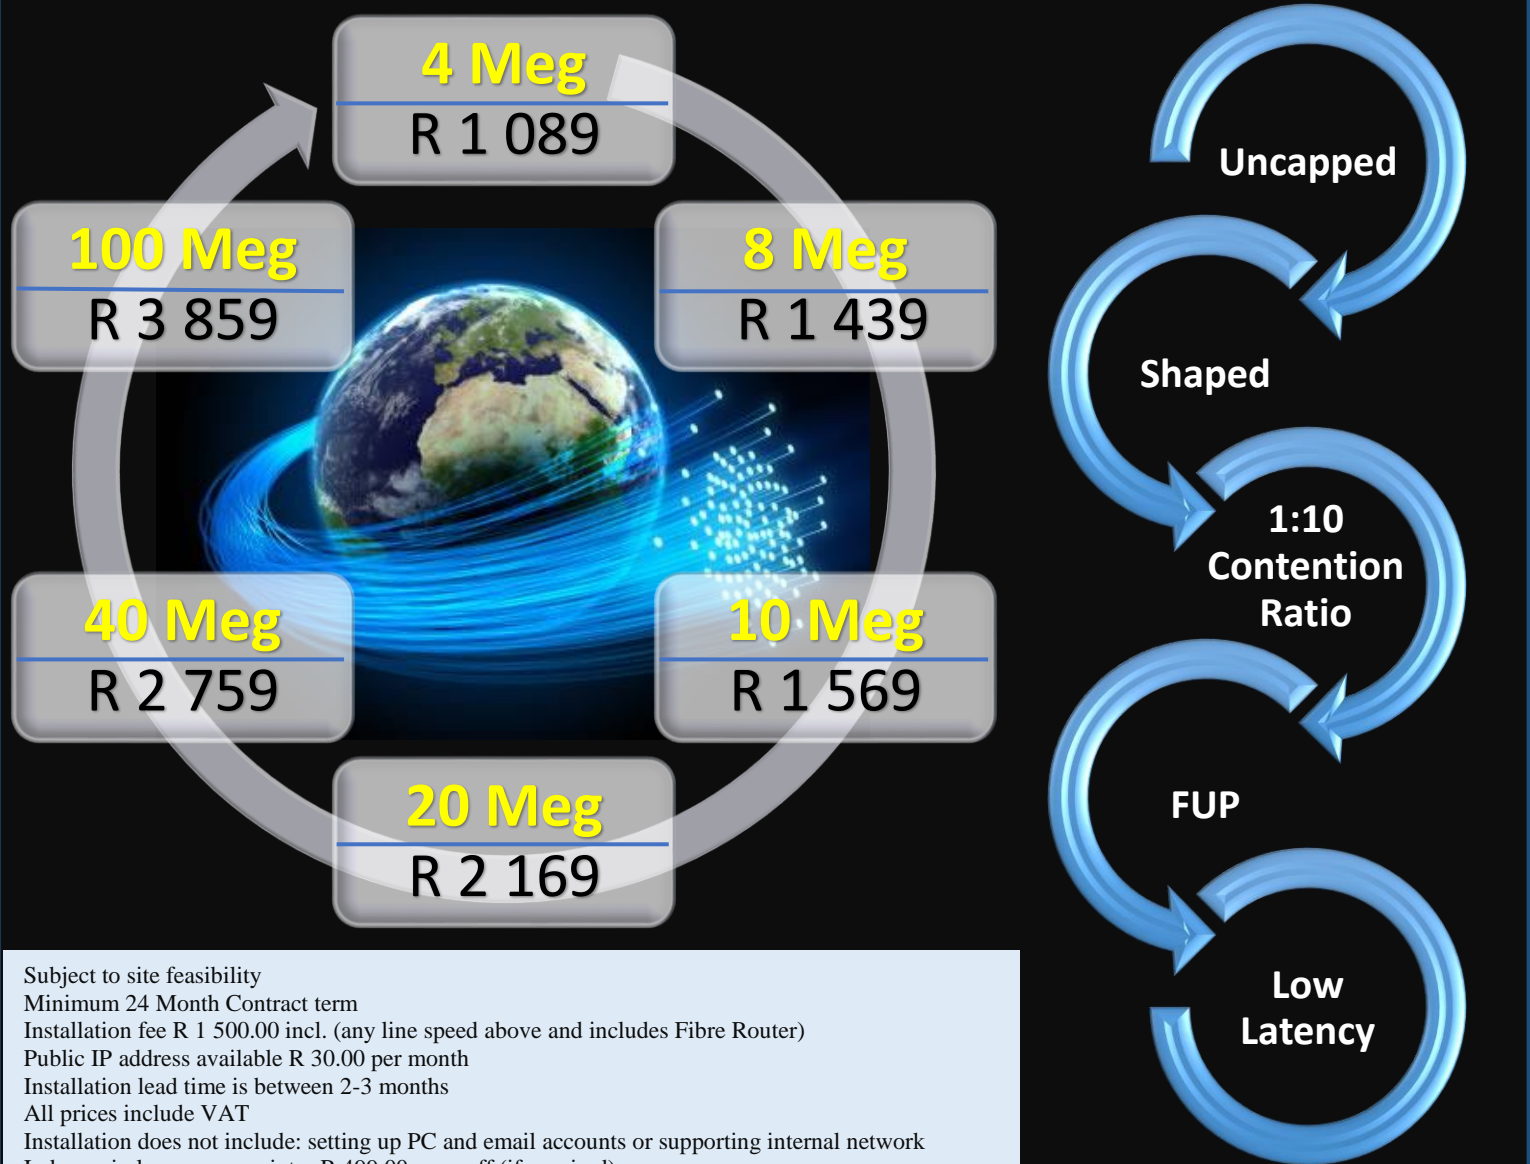 4 Meg
R 1 089
8 Meg
R 1 439
10 Meg
R 1 569
20 Meg
R 2 169
40 Meg
R 2 759
100 Meg
R 3 859
Uncapped
Shaped
1:10
Contention
Ratio
FUP
Low
Latency
Subject to site feasibility
Minimum 24 Month Contract term
Installation fee R 1 500.00 incl. (any line speed above and includes Fibre Router)
Public IP address available R 30.00 per month
Installation lead time is between 2-3 months
All prices include VAT
Installation does not include: setting up PC and email accounts or supporting internal network